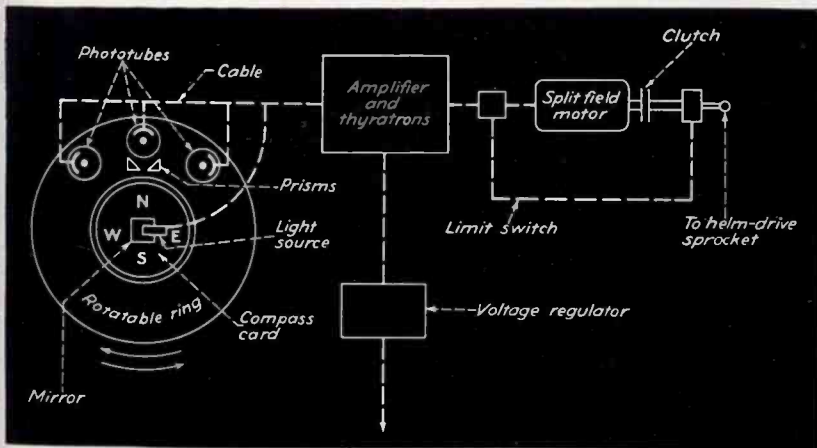 Phototubes
Cable
Clutch
Amplifier
and
thyratrons
Split field
motor
Prisms
N
W
E
S
Light
source
Limit switch
To helm-drive
sprocket
Rotatable ring
Compass
card
Voltage regulator
Mirror